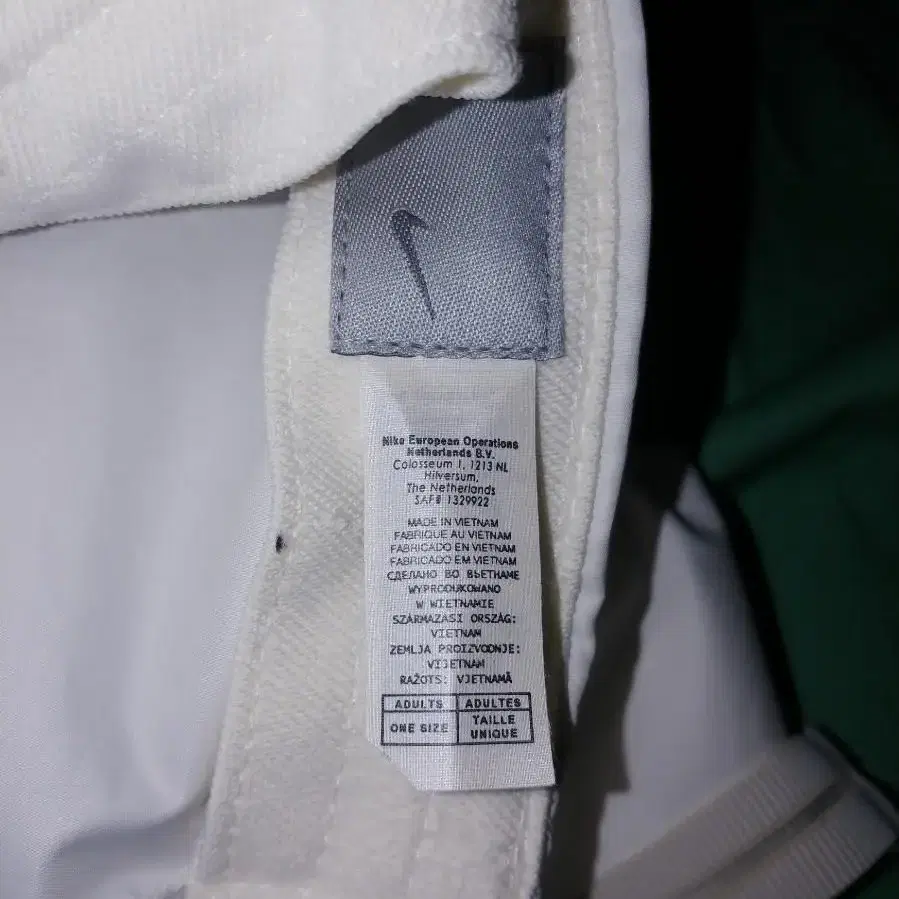 Nike European Operations
Netherlands B.V.
Colosseum 1, 1213 NL
Hilversum,
The Netherlands
SAF# 1329922
MADE IN VIETNAM
FABRIQUE AU VIETNAM
FABRICADO EN VIETNAM
FABRICADO EM VIETNAM
СДЕЛАНО ВО ВЬЕТНАМЕ
WYPRODUKOWANO
W WIETNAMIE
SZÁRMAZÁSI ORSZÁG:
VIETNAM
ZEMLJA PROIZVODNJE:
VIJETNAM
RAŽOTS: VJETNAMĀ
ADULTS ADULTES
ONE SIZE TAILLE
UNIQUE